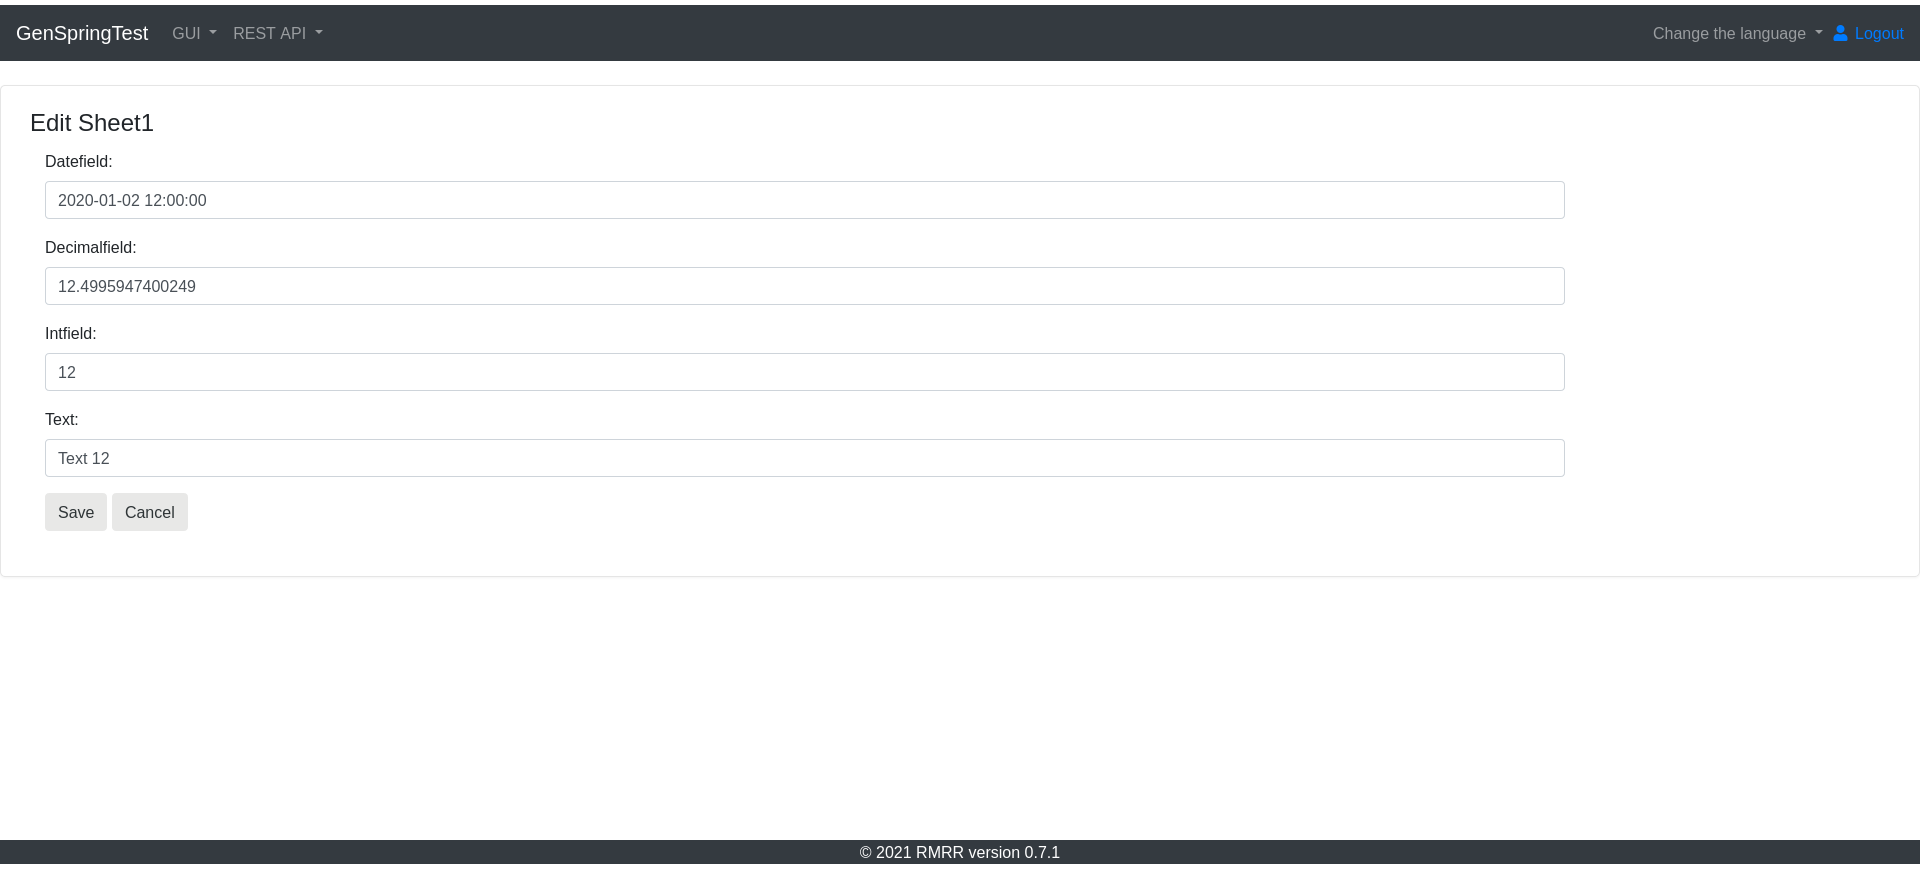 GenSpringTest GUI REST API Change the language Logout
Edit Sheet1
Datefield:
2020-01-02 12:00:00
Decimalfield:
12.4995947400249
Intfield:
12
Text:
Text 12
Save Cancel
© 2021 RMRR version 0.7.1